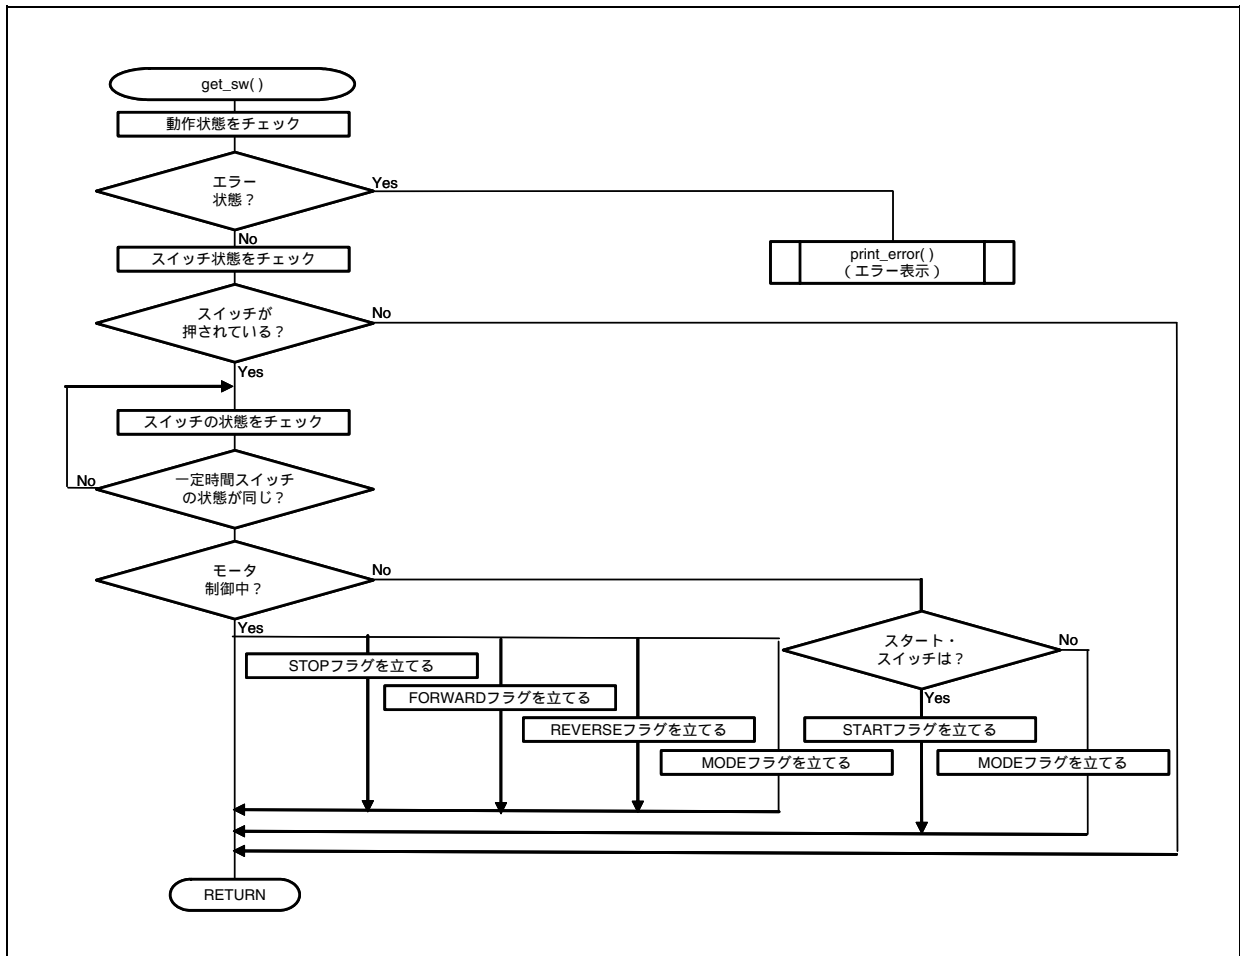 get_sw( )
動作状態をチェック
エラー
状態？
Yes
No
print_error( )
（エラー表示）
スイッチ状態をチェック
スイッチが
押されている？
No
Yes
スイッチの状態をチェック
一定時間スイッチ
の状態が同じ？
No
モータ
制御中？
No
Yes
スタート・
スイッチは？
No
Yes
STOPフラグを立てる
FORWARDフラグを立てる
REVERSEフラグを立てる
STARTフラグを立てる
MODEフラグを立てる
MODEフラグを立てる
RETURN